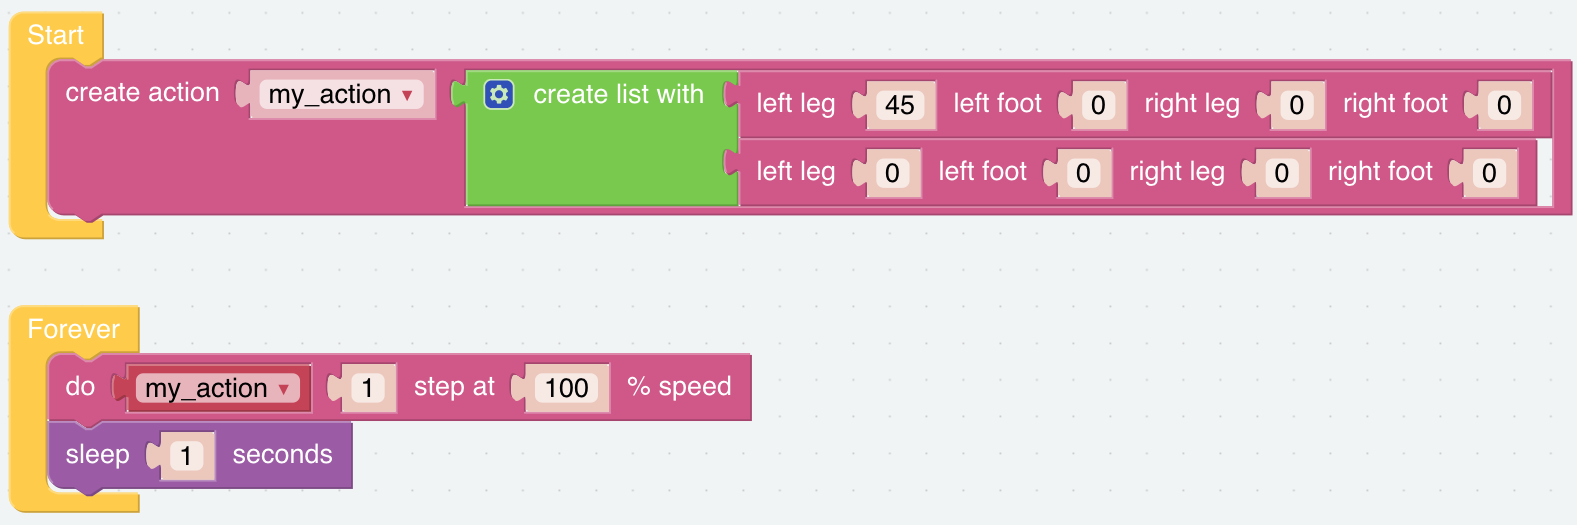 Start
create action my_action ▾ create list with left leg 45 left foot 0 right leg 0 right foot 0
left leg 0 left foot 0 right leg 0 right foot 0
Forever
do my_action ▾ 1 step at 100 % speed
sleep 1 seconds